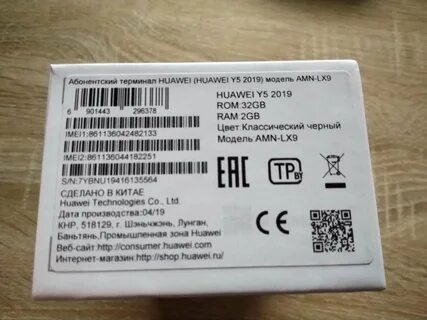 Абонентский терминал HUAWEI (HUAWEI Y5 2019) модель AMN-LX9
HUAWEI Y5 2019
ROM:32GB
RAM:2GB
Цвет:Классический черный
Модель AMN-LX9
6 901443 296378
IMEI1:861136042482133
IMEI2:861136044182251
S/N:7YBNU19416135564
EAC
TP BY
CE
СДЕЛАНО В КИТАЕ
Huawei Technologies Co., Ltd.
Дата производства:04/19
КНР, 518129, г. Шэньчжэнь, Лунган,
Баньтянь,Промышленная зона Huawei
Веб-сайт:http://consumer.huawei.com
Интернет-магазин:http://shop.huawei.ru/